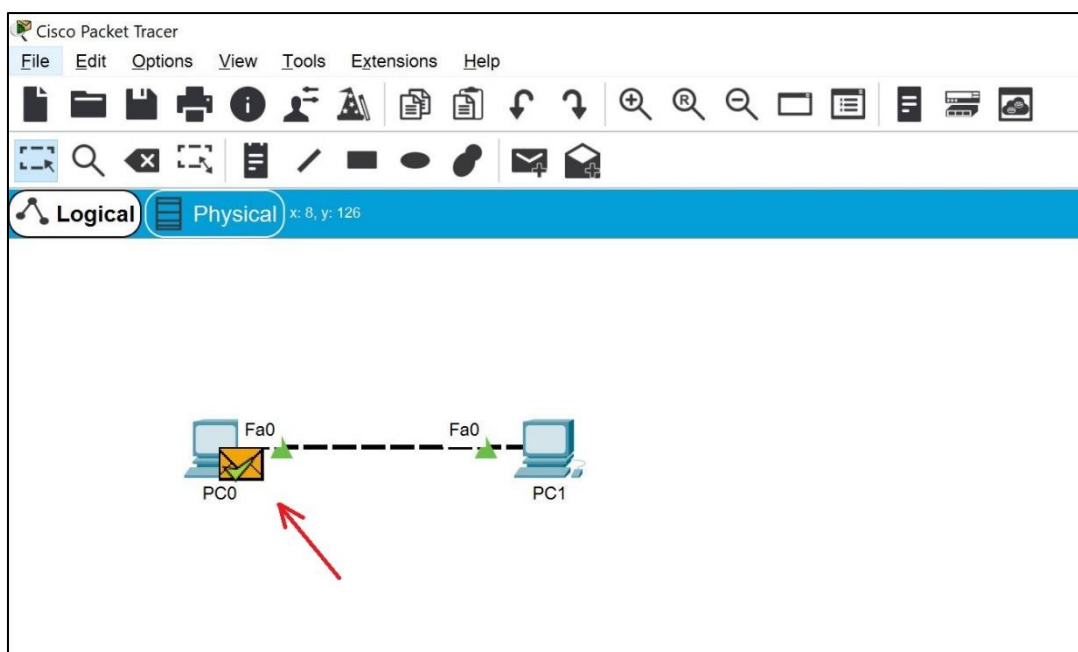 Cisco Packet Tracer
File Edit Options View Tools Extensions Help
Logical Physical x: 8, y: 126
Fa0 Fa0
PC0 PC1